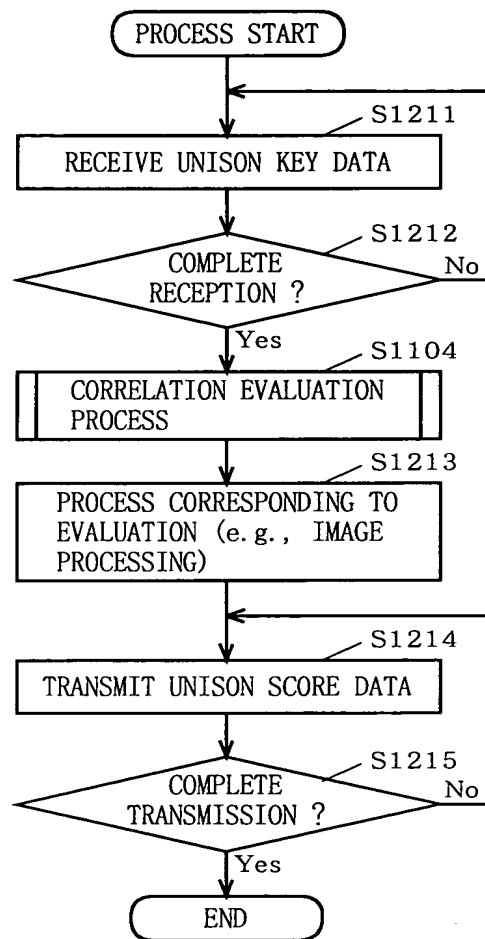 PROCESS START
S1211
RECEIVE UNISON KEY DATA
S1212
COMPLETE
RECEPTION ?
No
Yes
S1104
CORRELATION EVALUATION
PROCESS
S1213
PROCESS CORRESPONDING TO
EVALUATION (e.g., IMAGE
PROCESSING)
S1214
TRANSMIT UNISON SCORE DATA
S1215
COMPLETE
TRANSMISSION ?
No
Yes
END